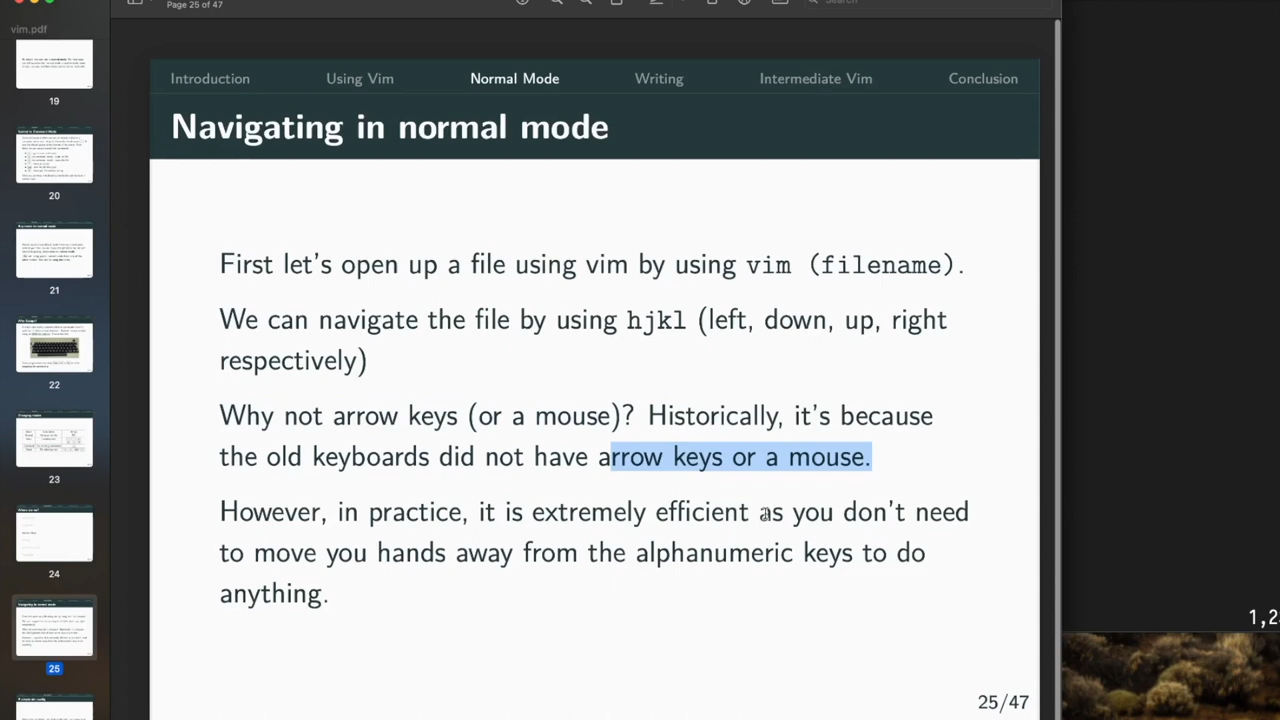 Page 25 of 47
Search
vim.pdf
19
20
21
22
23
24
25
Introduction Using Vim Normal Mode Writing Intermediate Vim Conclusion
Navigating in normal mode
First let's open up a file using vim by using vim (filename).
We can navigate the file by using hjkl (left, down, up, right
respectively)
Why not arrow keys (or a mouse)? Historically, it's because
the old keyboards did not have arrow keys or a mouse.
However, in practice, it is extremely efficient as you don't need
to move you hands away from the alphanumeric keys to do
anything.
25/47